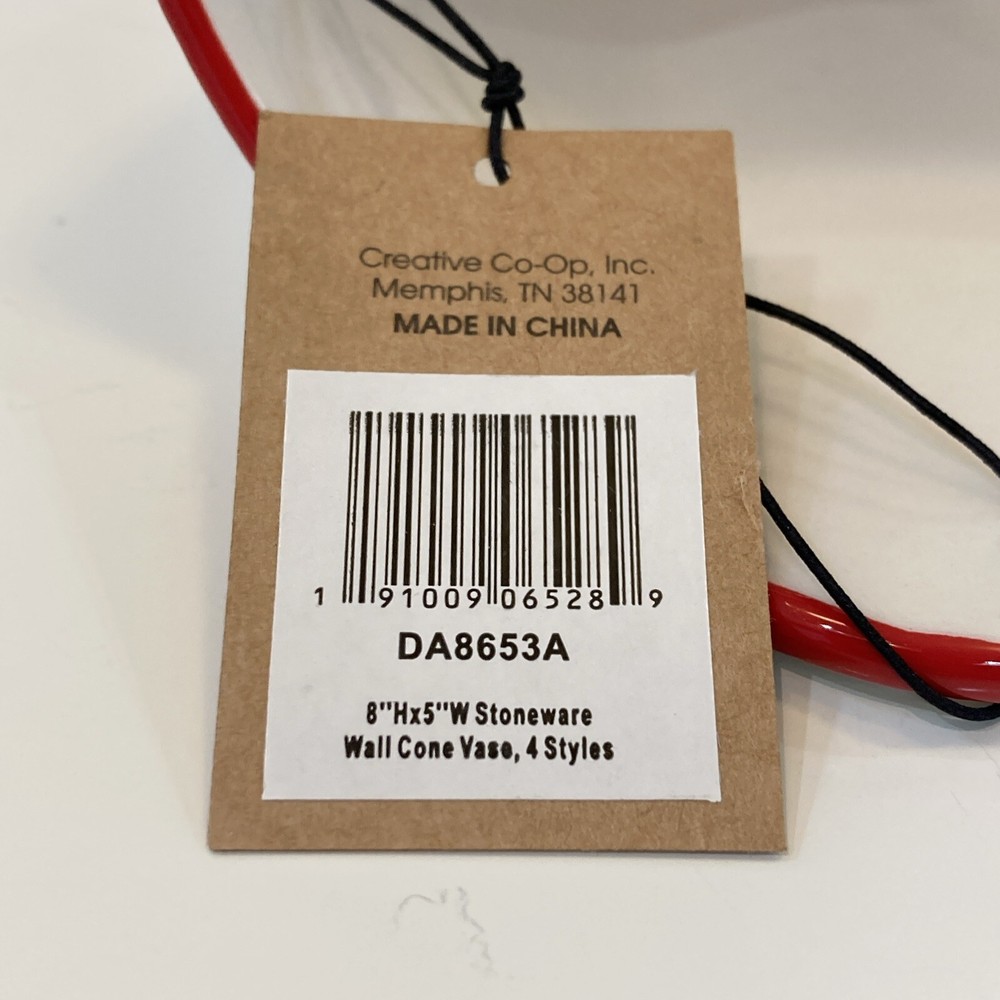 Creative Co-Op, Inc.
Memphis, TN 38141
MADE IN CHINA
1 91009 06528 9
DA8653A
8"Hx5"W Stoneware
Wall Cone Vase, 4 Styles